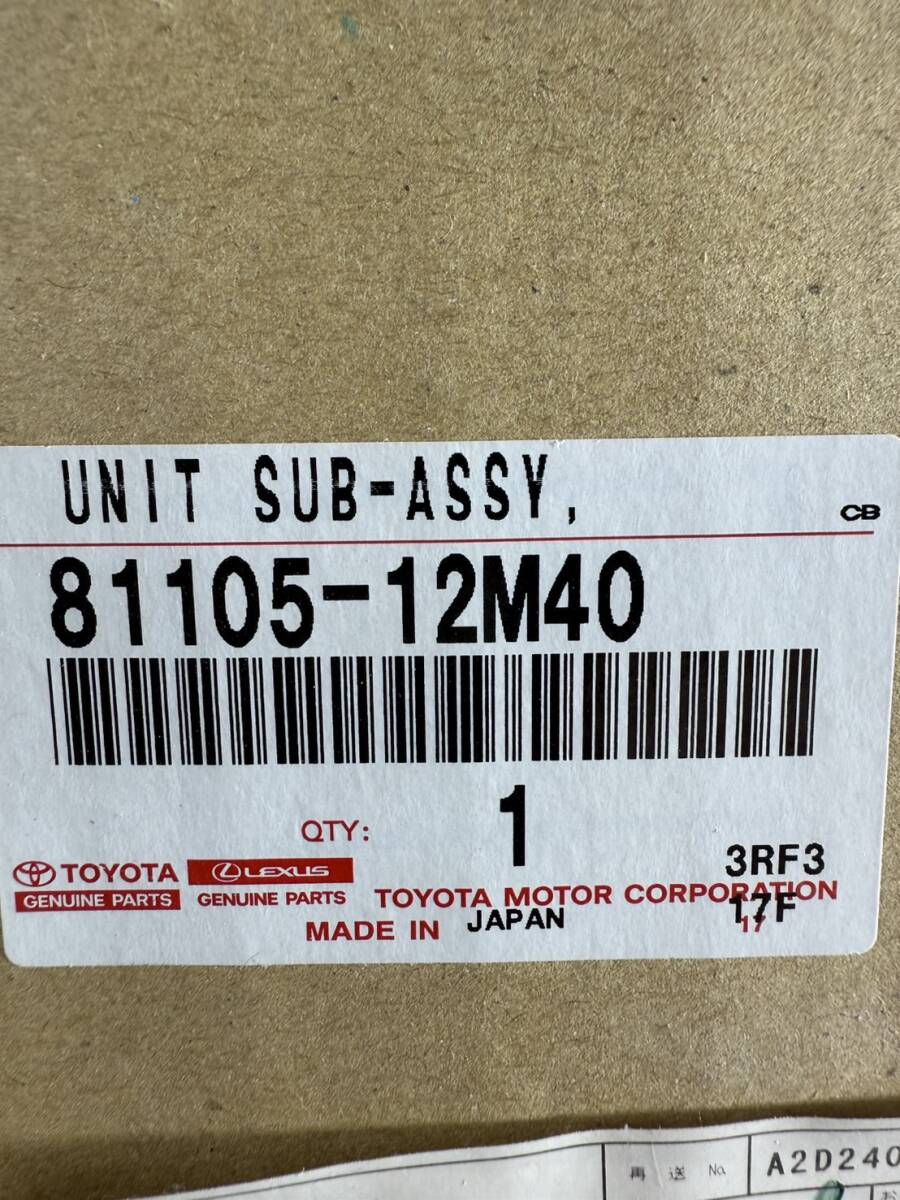 UNIT SUB-ASSY,
CB
81105-12M40
QTY: 1
TOYOTA LEXUS 3RF3
GENUINE PARTS GENUINE PARTS TOYOTA MOTOR CORPORATION
17F
17
MADE IN JAPAN
再送 No. A2D240